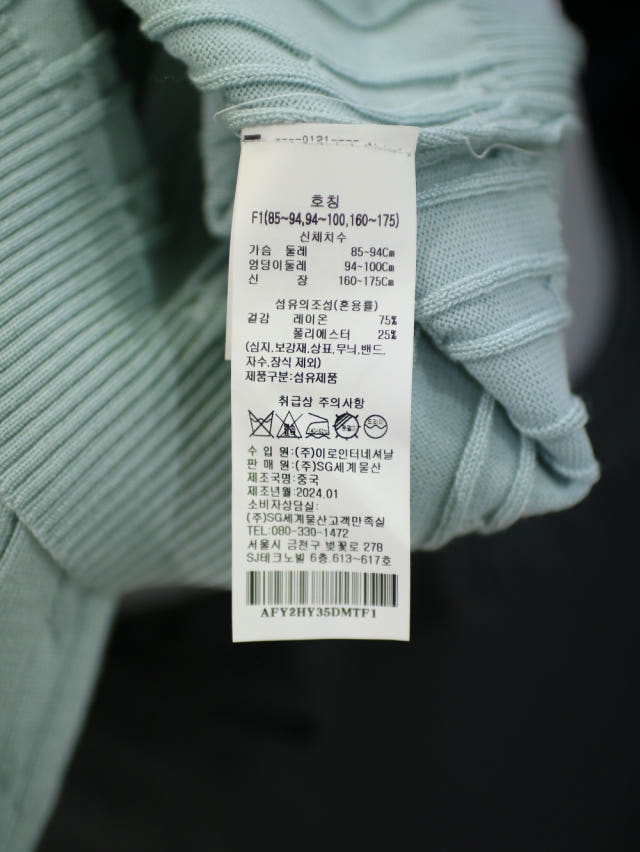 0121
호칭
F1(85~94,94~100,160~175)
신체치수
가슴 둘레 85~94Cm
엉덩이둘레 94~100Cm
신 장 160~175Cm
섬유의조성(혼용률)
겉감 레이온 75%
폴리에스터 25%
(심지,보강재,상표,무늬,밴드,
자수,장식 제외)
제품구분:섬유제품
취급상 주의사항
수 입 원:(주)이로인터네셔날
판 매 원:(주)SG세계물산
제조국명:중국
제조년월:2024.01
소비자상담실:
(주)SG세계물산고객만족실
TEL:080-330-1472
서울시 금천구 벚꽃로 278
SJ테크노빌 6층.613~617호
AFY2HY35DMTF1